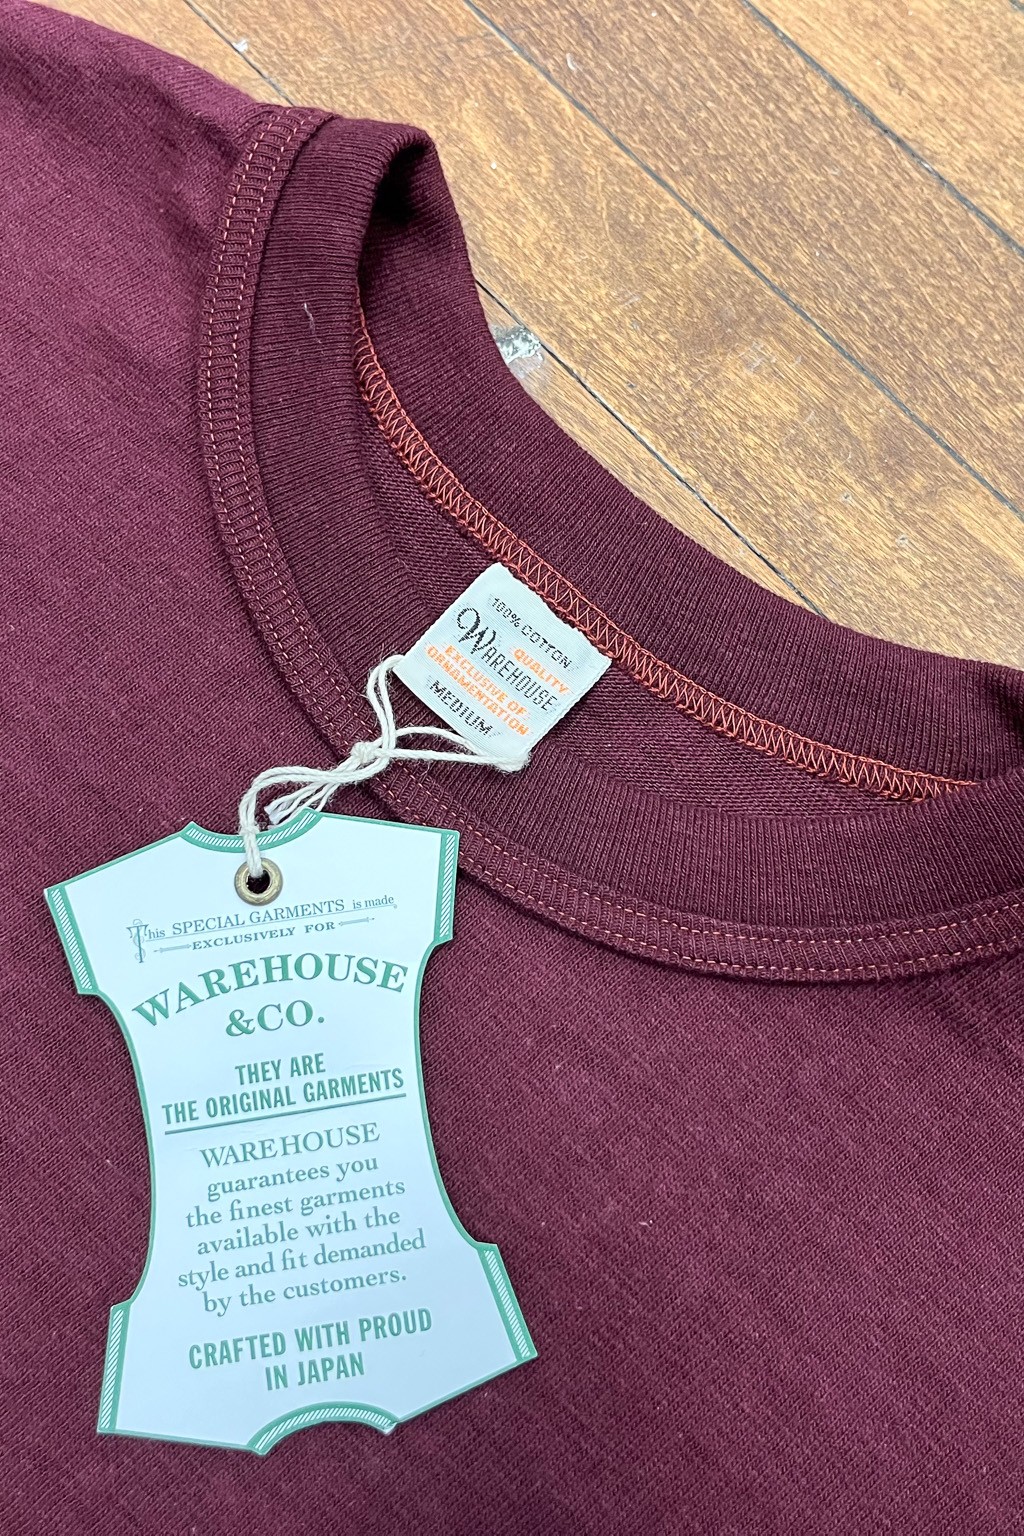 100% COTTON
WAREHOUSE
QUALITY
EXCLUSIVE OF
ORNAMENTATION
MEDIUM
This SPECIAL GARMENTS is made
EXCLUSIVELY FOR
WAREHOUSE
&CO.
THEY ARE
THE ORIGINAL GARMENTS
WAREHOUSE
guarantees you
the finest garments
available with the
style and fit demanded
by the customers.
CRAFTED WITH PROUD
IN JAPAN